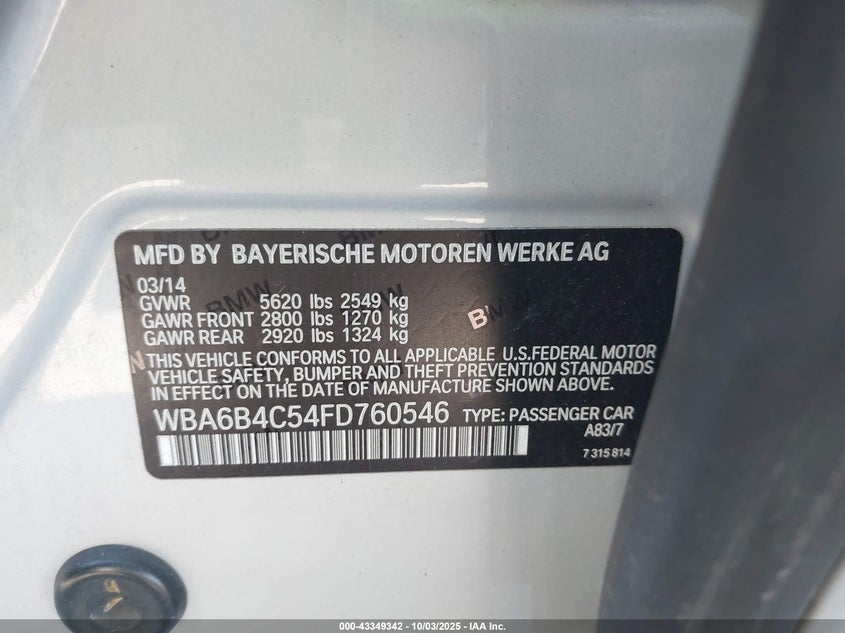 MFD BY BAYERISCHE MOTOREN WERKE AG
03/14
GVWR 5620 lbs 2549 kg
GAWR FRONT 2800 lbs 1270 kg
GAWR REAR 2920 lbs 1324 kg
BMW
BMW
THIS VEHICLE CONFORMS TO ALL APPLICABLE U.S.FEDERAL MOTOR
VEHICLE SAFETY, BUMPER AND THEFT PREVENTION STANDARDS
IN EFFECT ON THE DATE OF MANUFACTURE SHOWN ABOVE.
WBA6B4C54FD760546 TYPE: PASSENGER CAR
A83/7
7 315 814
000-43349342 | 10/03/2025 | IAA Inc.